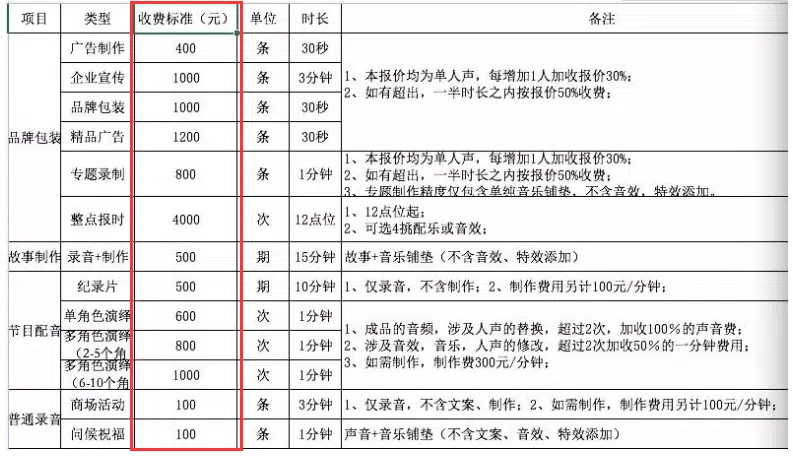 项目 类型 收费标准（元） 单位 时长 备注
品牌包装 广告制作 400 条 30秒
企业宣传 1000 条 3分钟
品牌包装 1000 条 30秒
精品广告 1200 条 30秒
1、本报价均为单人声，每增加1人加收报价30%；
2、如有超出，一半时长之内按报价50%收费；
专题录制 800 条 1分钟
1、本报价均为单人声，每增加1人加收报价30%；
2、如有超出，一半时长之内按报价50%收费；
3、专题制作精度仅包含单纯音乐铺垫，不含音效，特效添加。
整点报时 4000 次 12点位
1、12点位起；
2、可选4挑配乐或音效；
故事制作 录音+制作 500 期 15分钟 故事+音乐铺垫（不含音效、特效添加）
节目配音 纪录片 500 期 10分钟 1、仅录音，不含制作；2、制作费用另计100元/分钟；
单角色演绎 600 次 1分钟
多角色演绎
（2-5个角 800 次 1分钟
多角色演绎
（6-10个角 1000 次 1分钟
1、成品的音频，涉及人声的替换，超过2次，加收100%的声音费；
2、涉及音效，音乐，人声的修改，超过2次加收50%的一分钟费用；
3、如需制作，制作费300元/分钟；
普通录音 商场活动 100 条 3分钟 1、仅录音，不含文案、制作；2、如需制作，制作费用另计100元/分钟；
问候祝福 100 条 1分钟 声音+音乐铺垫（不含文案、音效、特效添加）